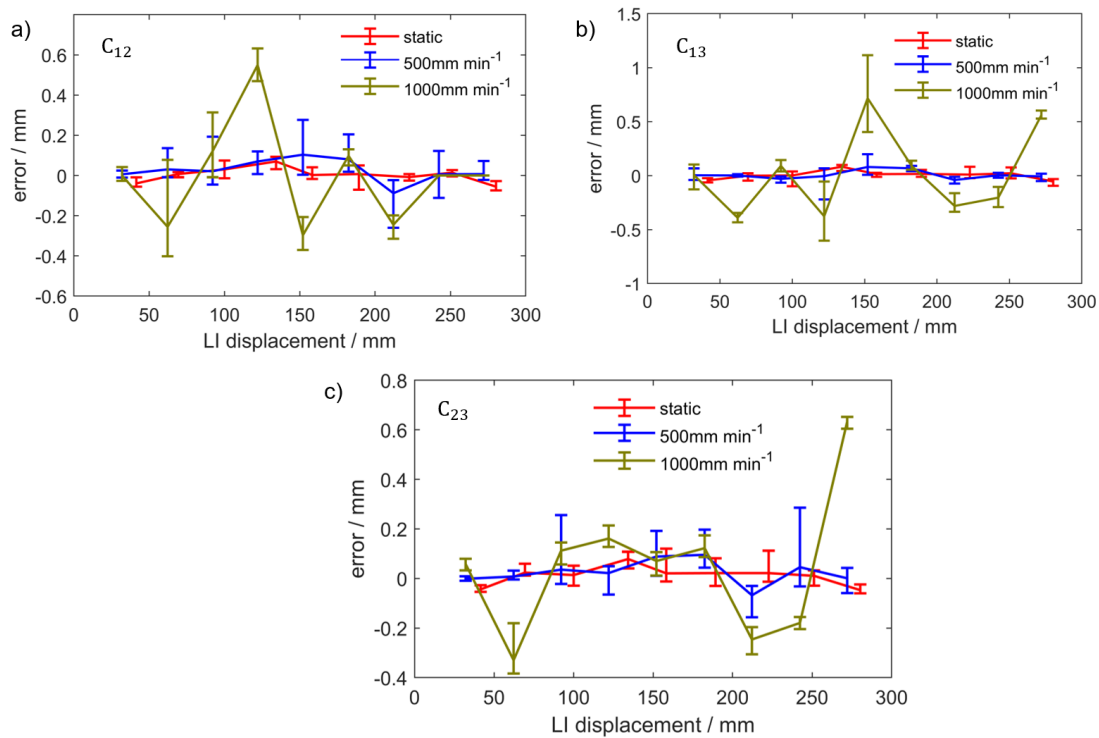 a)
C₁₂
static
500mm min⁻¹
1000mm min⁻¹
error / mm
0.6
0.4
0.2
0
-0.2
-0.4
-0.6
0 50 100 150 200 250 300
LI displacement / mm
b)
C₁₃
static
500mm min⁻¹
1000mm min⁻¹
error / mm
1.5
1
0.5
0
-0.5
-1
0 50 100 150 200 250 300
LI displacement / mm
c)
C₂₃
static
500mm min⁻¹
1000mm min⁻¹
error / mm
0.8
0.6
0.4
0.2
0
-0.2
-0.4
0 50 100 150 200 250 300
LI displacement / mm